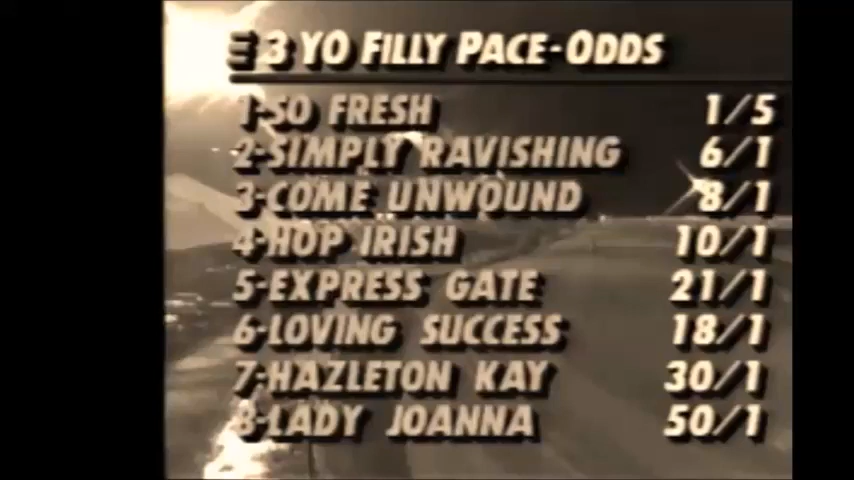 3 YO FILLY PACE-ODDS
1-SO FRESH 1/5
2-SIMPLY RAVISHING 6/1
3-COME UNWOUND 8/1
4-HOP IRISH 10/1
5-EXPRESS GATE 21/1
6-LOVING SUCCESS 18/1
7-HAZLETON KAY 30/1
8-LADY JOANNA 50/1